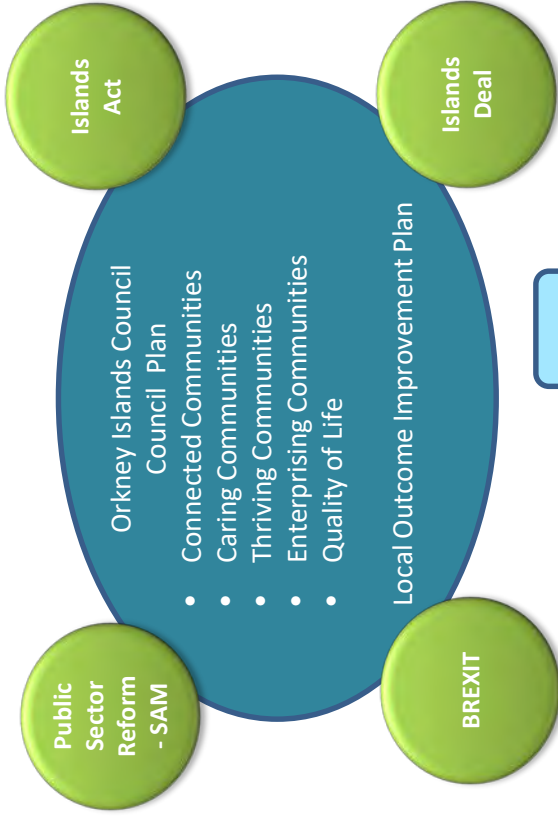 Public
Sector
Reform
- SAM
Islands
Act
Orkney Islands Council
Council Plan
• Connected Communities
• Caring Communities
• Thriving Communities
• Enterprising Communities
• Quality of Life
Local Outcome Improvement Plan
BREXIT
Islands
Deal